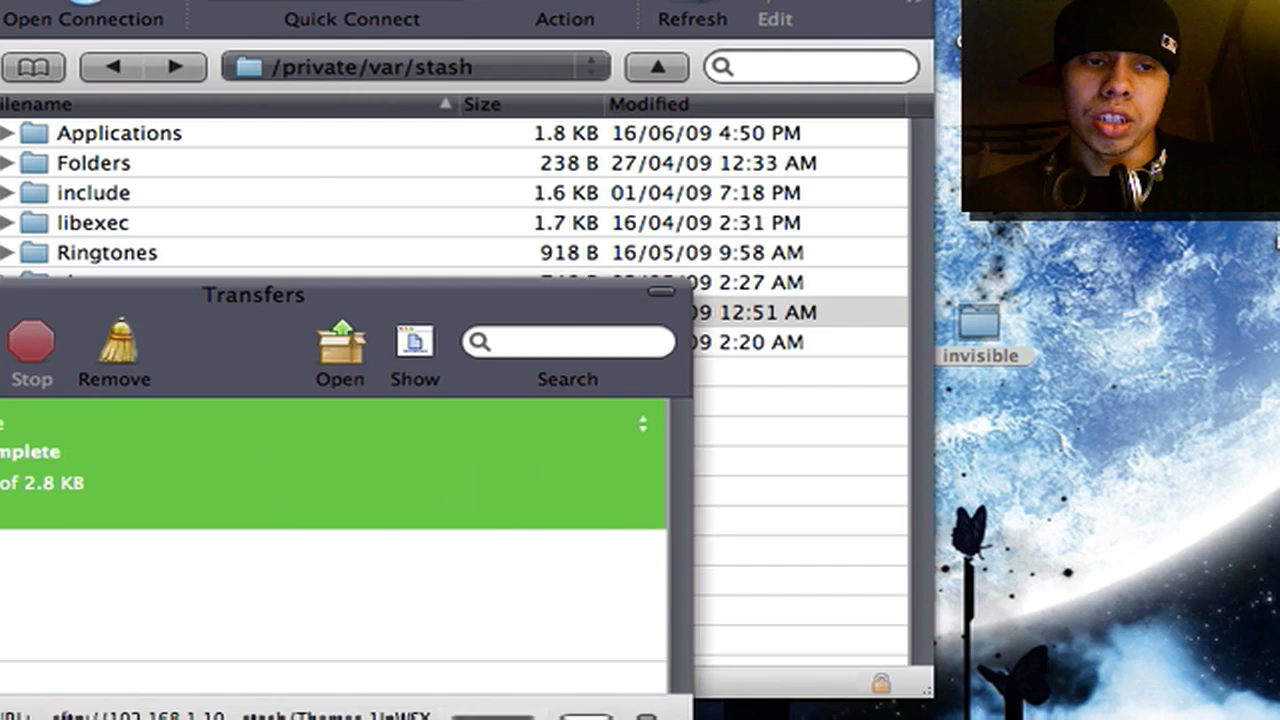 Open Connection Quick Connect Action Refresh Edit
/private/var/stash
ilename Size Modified
Applications 1.8 KB 16/06/09 4:50 PM
Folders 238 B 27/04/09 12:33 AM
include 1.6 KB 01/04/09 7:18 PM
libexec 1.7 KB 16/04/09 2:31 PM
Ringtones 918 B 16/05/09 9:58 AM
09 2:27 AM
Transfers
09 12:51 AM
09 2:20 AM
invisible
Stop Remove Open Show Search
e
mplete
of 2.8 KB